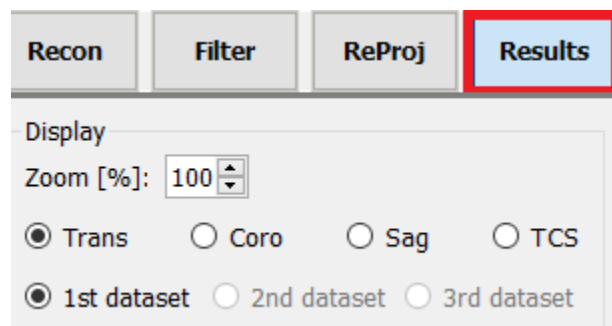 Recon Filter ReProj Results
Display
Zoom [%]: 100
Trans Coro Sag TCS
1st dataset 2nd dataset 3rd dataset